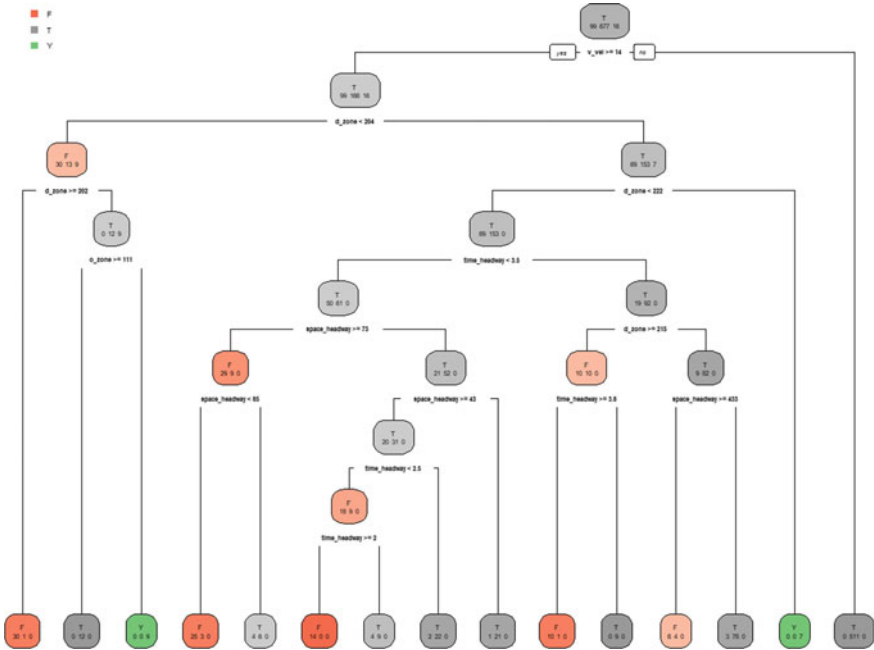 F
T
Y
T
99 677 16
yes
v_vel >= 14
no
T
99 166 16
d_zone < 204
F
30 13 9
T
69 153 7
d_zone >= 202
d_zone < 222
T
0 12 9
T
69 153 0
o_zone >= 111
time_headway < 3.5
T
50 61 0
T
19 92 0
space_headway >= 73
d_zone >= 215
F
29 9 0
T
21 52 0
F
10 10 0
T
9 82 0
space_headway < 85
space_headway >= 43
time_headway >= 3.8
space_headway >= 433
T
20 31 0
time_headway < 2.5
F
18 9 0
time_headway >= 2
F
30 1 0
T
0 12 0
Y
0 0 9
F
25 3 0
T
4 6 0
F
14 0 0
T
4 9 0
T
2 22 0
T
1 21 0
F
10 1 0
T
0 9 0
F
6 4 0
T
3 78 0
Y
0 0 7
T
0 511 0